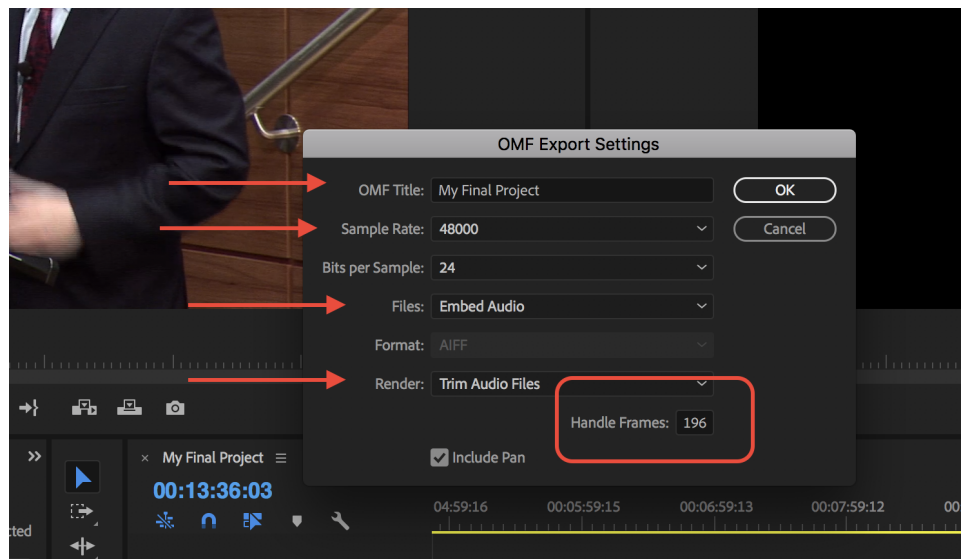 OMF Export Settings
OMF Title: My Final Project
OK
Sample Rate: 48000
Cancel
Bits per Sample: 24
Files: Embed Audio
Format: AIFF
Render: Trim Audio Files
Handle Frames: 196
Include Pan
× My Final Project
00:13:36:03
cted
04:59:16 00:05:59:15 00:06:59:13 00:07:59:12 00